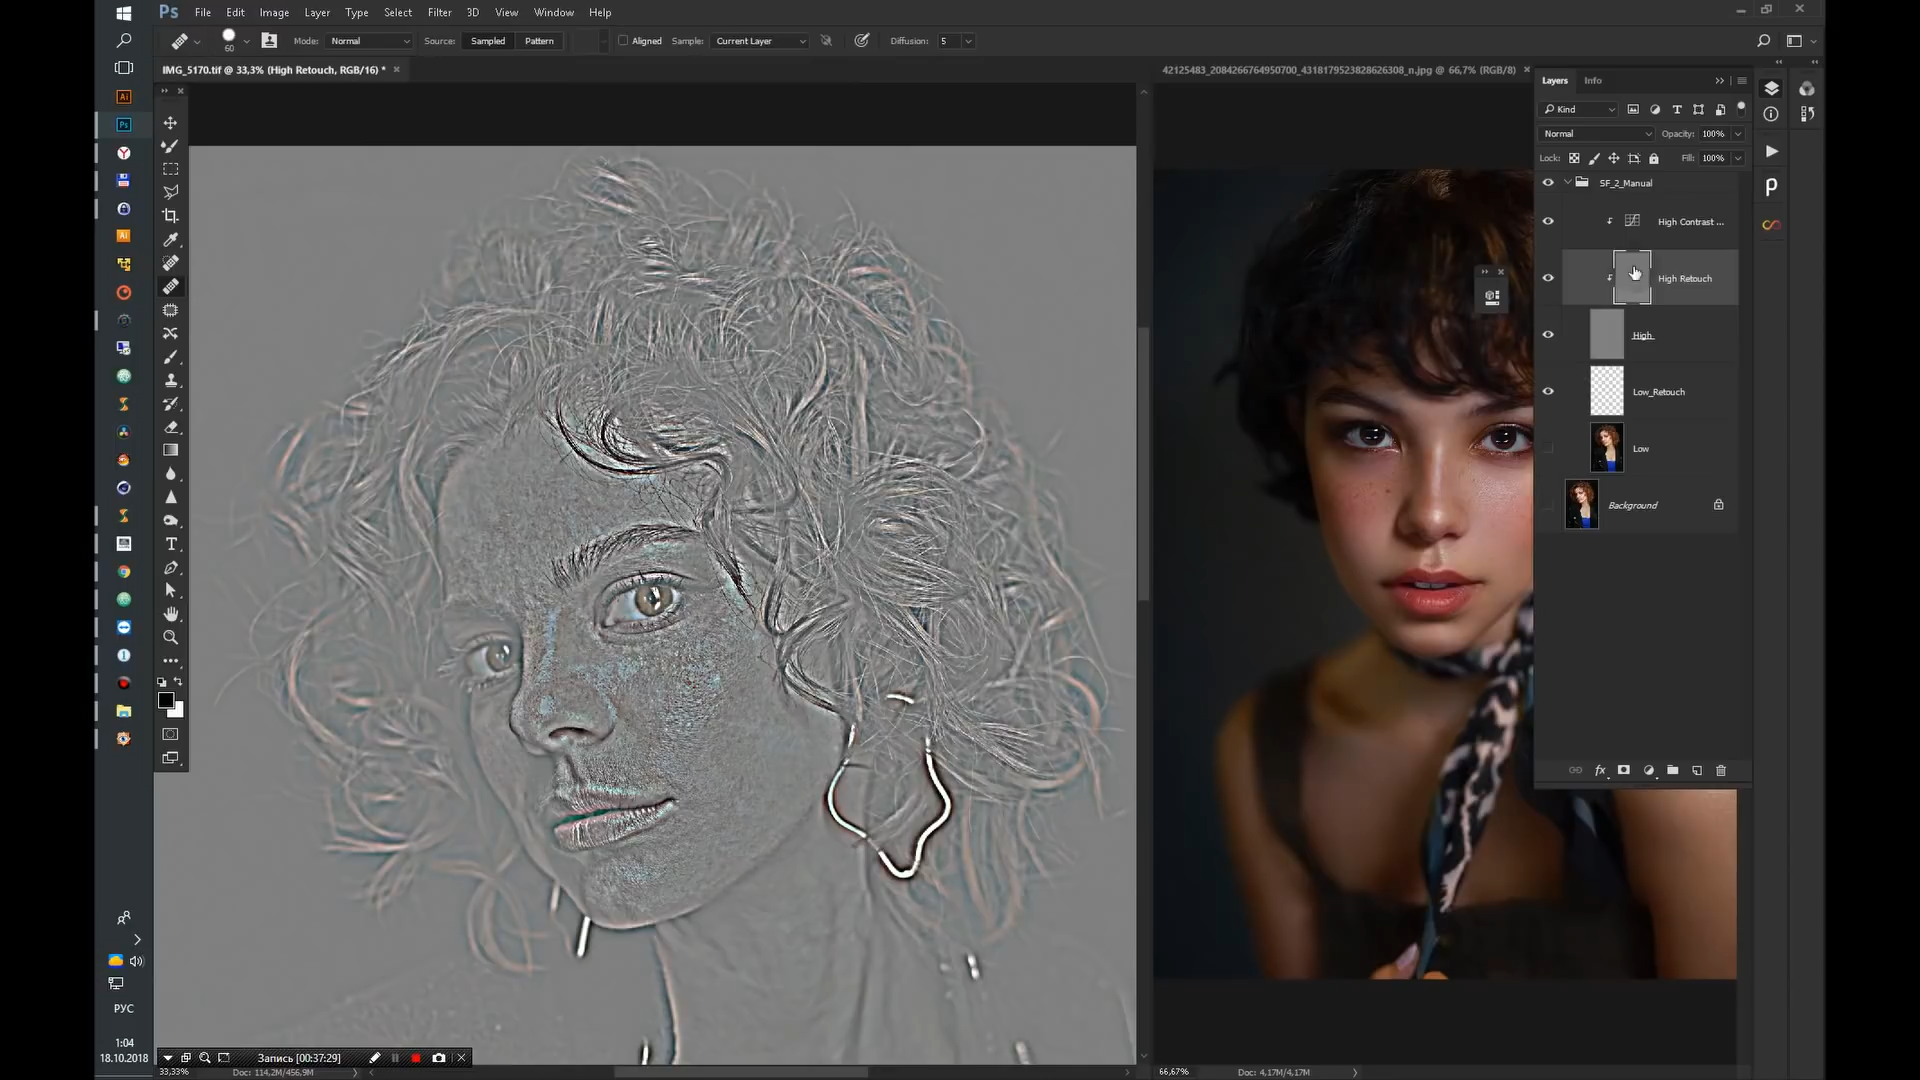 Ps File Edit Image Layer Type Select Filter 3D View Window Help
60 Mode: Normal Source: Sampled Pattern Aligned Sample: Current Layer Diffusion: 5
IMG_5170.tif @ 33,3% (High Retouch, RGB/16) *
42125483_2084266764950700_4318179523828626308_n.jpg @ 66,7% (RGB/8)
Layers Info
Kind
Normal Opacity: 100%
Lock: Fill: 100%
SF_2_Manual
High Contrast ...
High Retouch
High
Low_Retouch
Low
Background
РУС
1:04
18.10.2018
Запись [00:37:29]
33,33% Doc: 114,2M/456,9M
66,67% Doc: 4,17M/4,17M